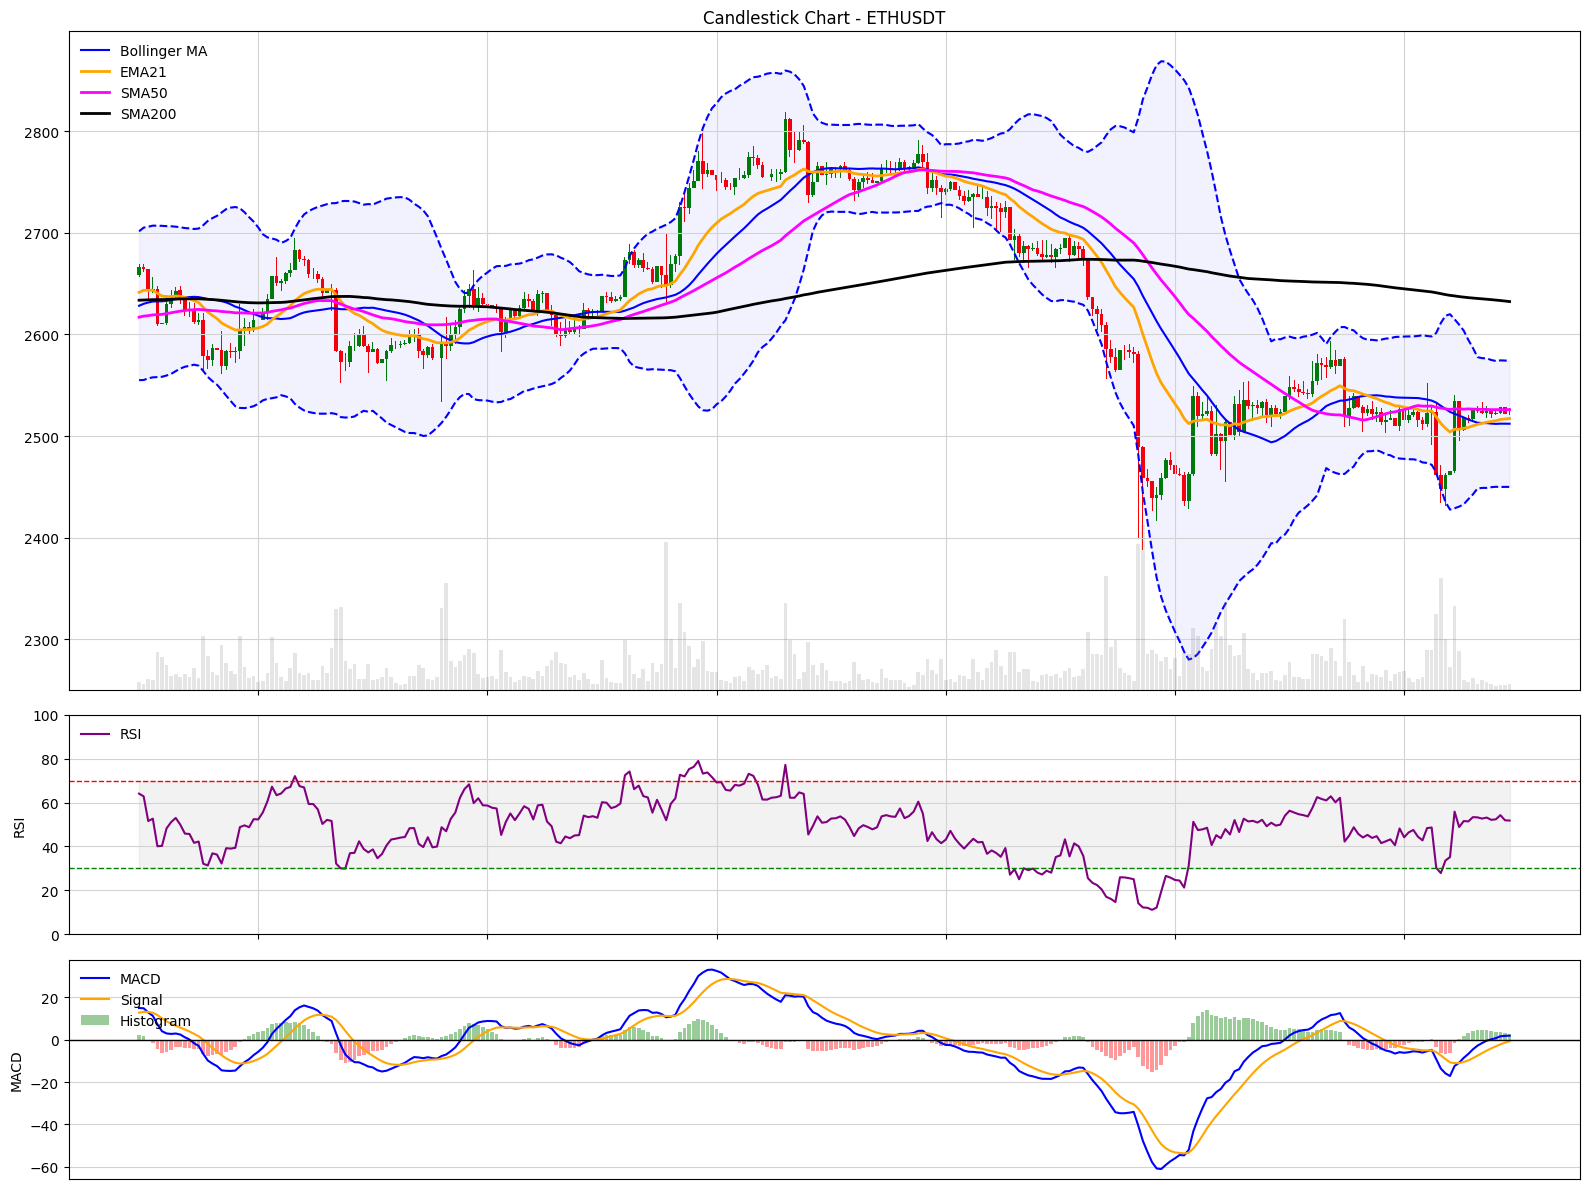 Candlestick Chart - ETHUSDT
Bollinger MA
EMA21
SMA50
SMA200
2800
2700
2600
2500
2400
2300
100
80
60
40
20
0
RSI
RSI
20
0
−20
−40
−60
MACD
MACD
Signal
Histogram